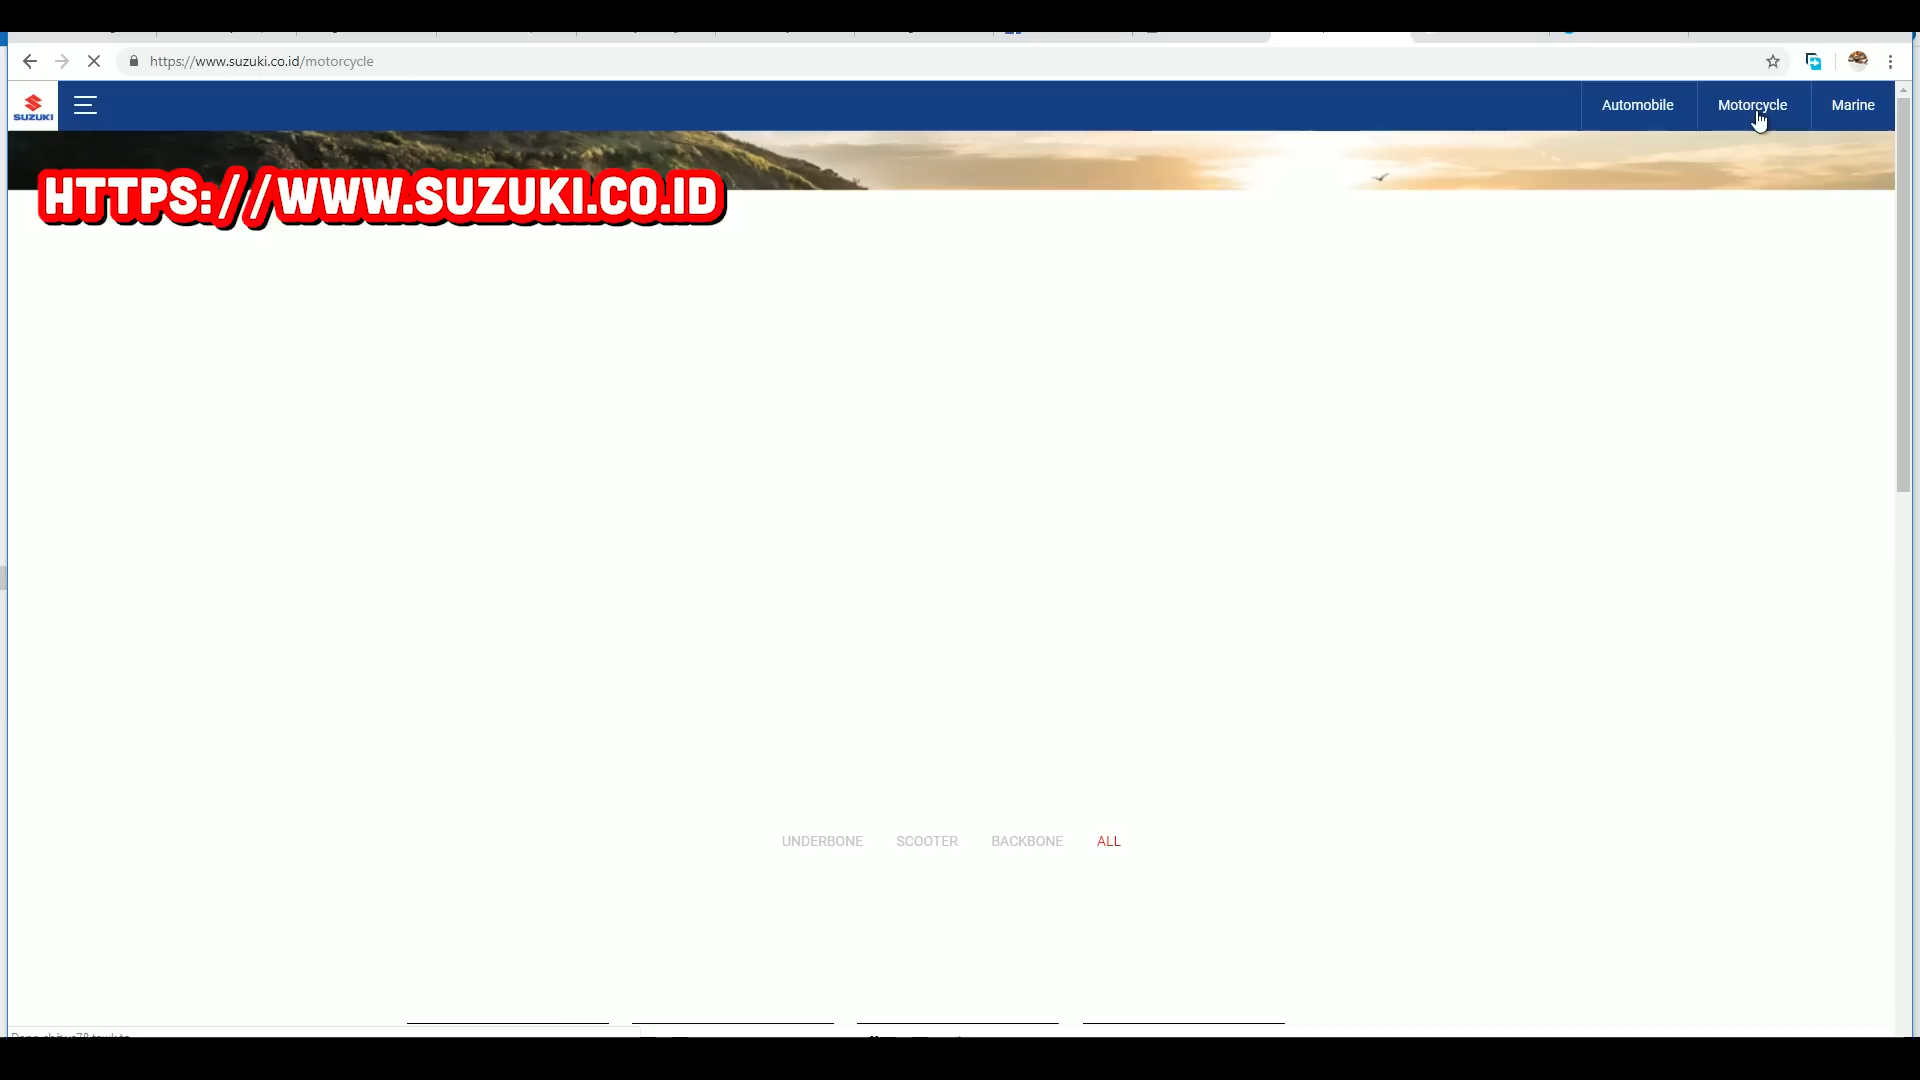 https://www.suzuki.co.id/motorcycle
SUZUKI
Automobile
Motorcycle
Marine
HTTPS://WWW.SUZUKI.CO.ID
UNDERBONE
SCOOTER
BACKBONE
ALL